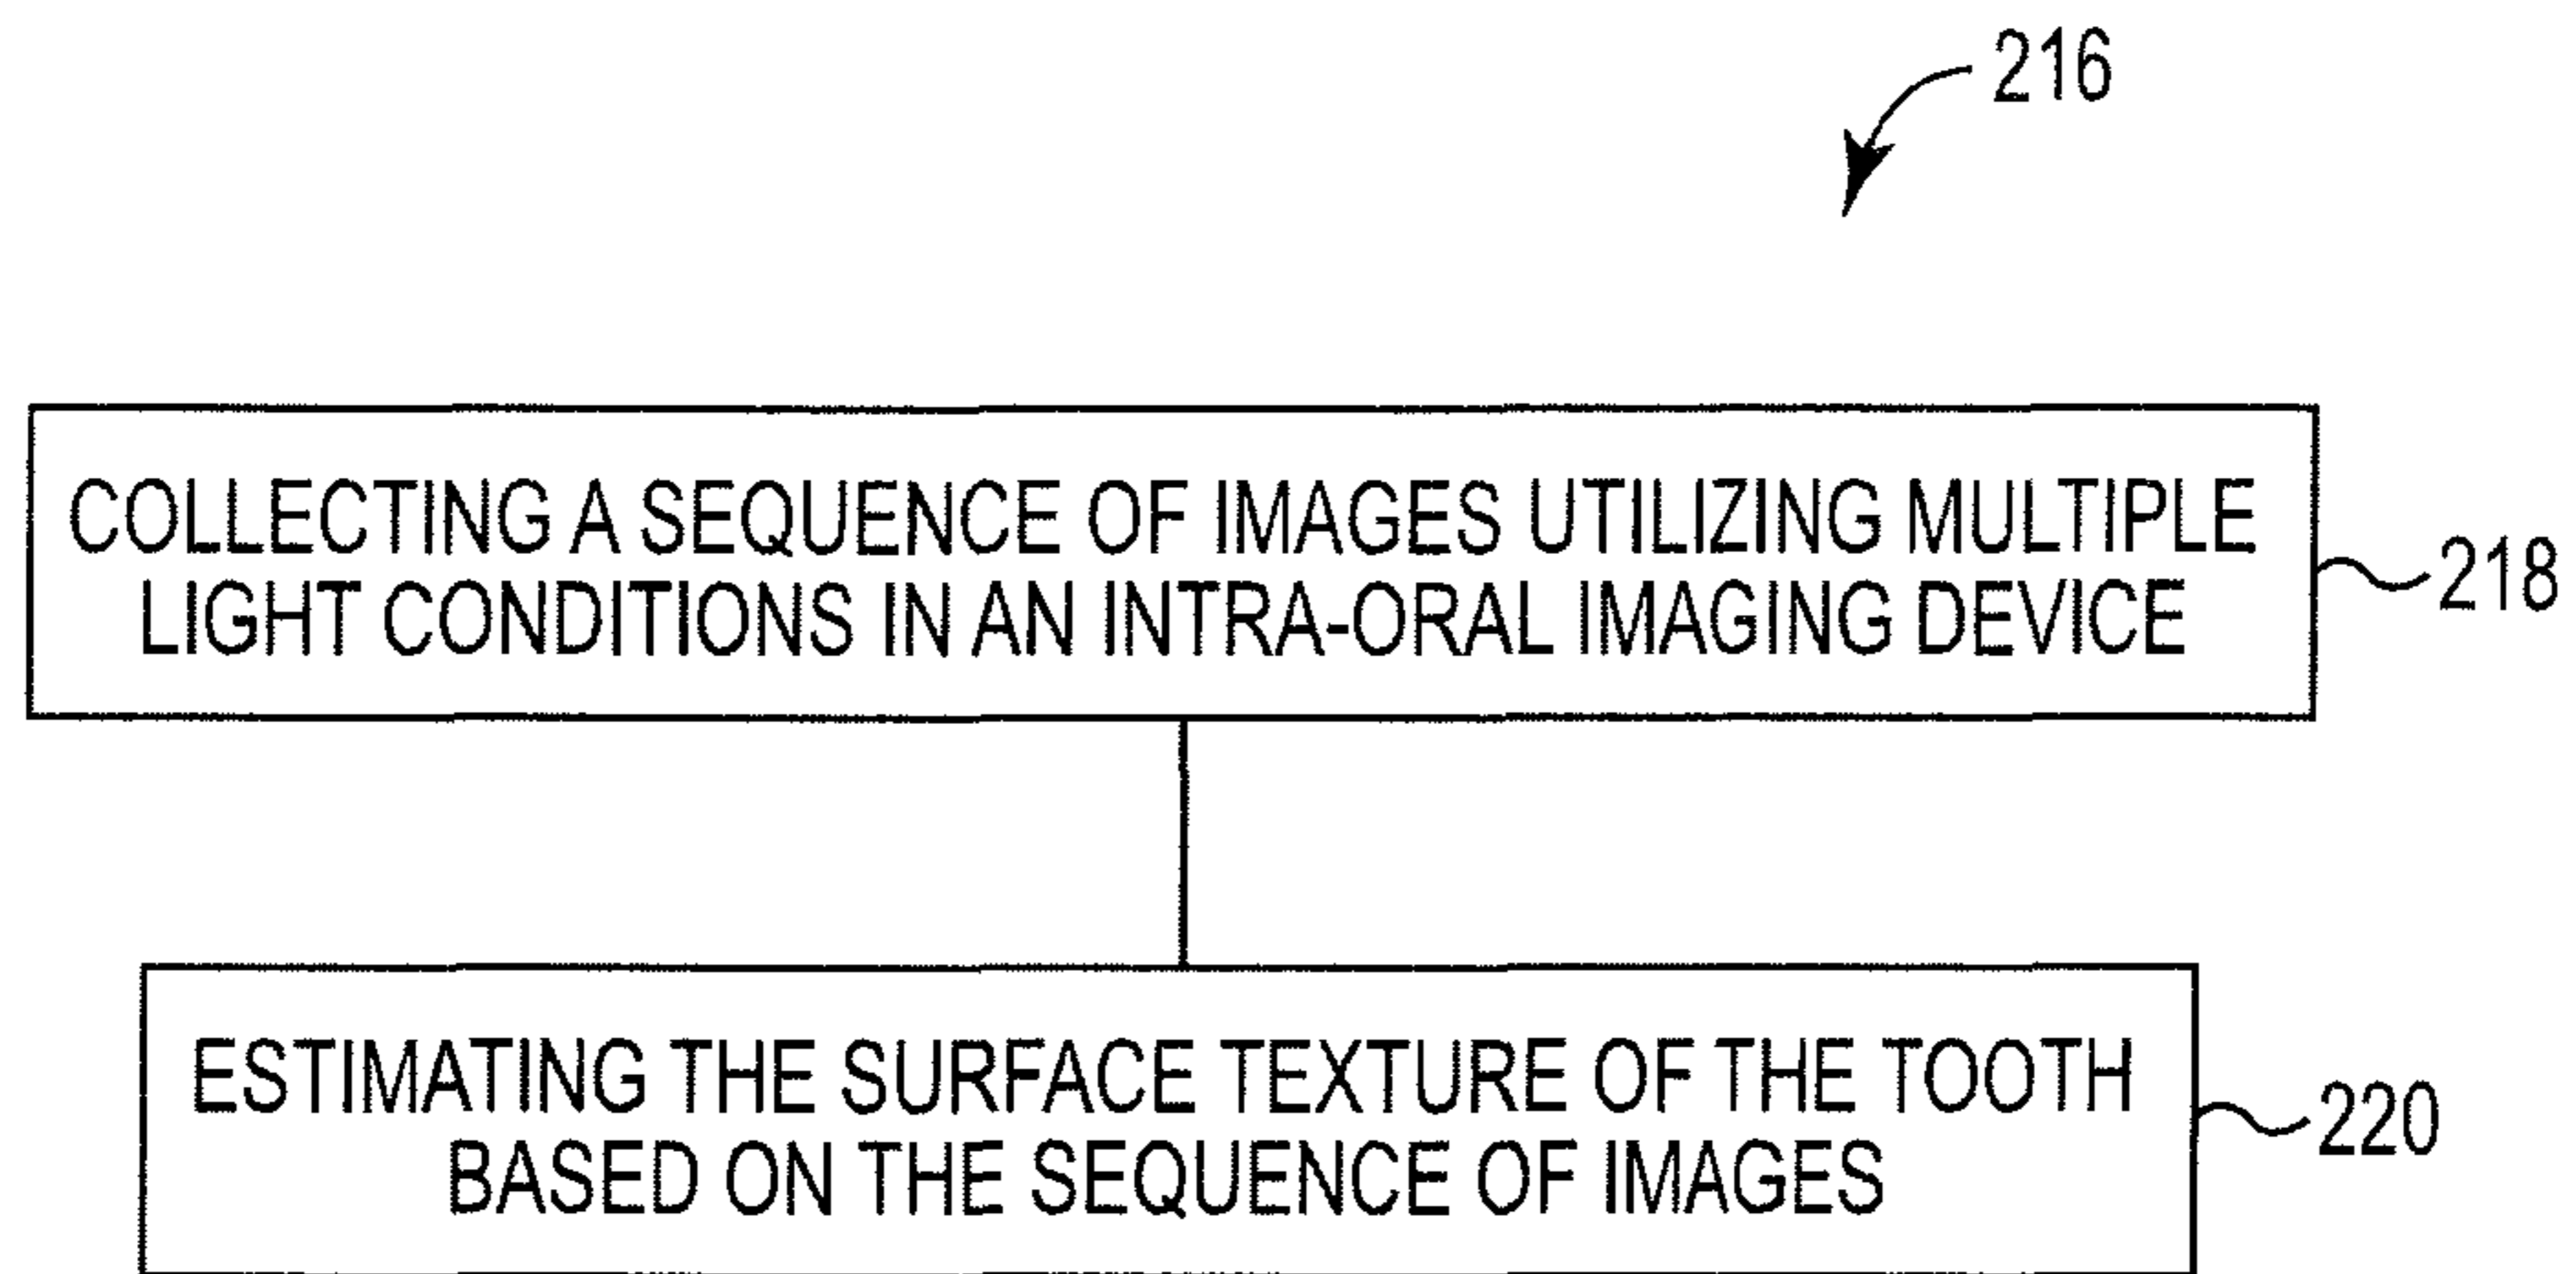 216
COLLECTING A SEQUENCE OF IMAGES UTILIZING MULTIPLE
LIGHT CONDITIONS IN AN INTRA-ORAL IMAGING DEVICE
218
ESTIMATING THE SURFACE TEXTURE OF THE TOOTH
BASED ON THE SEQUENCE OF IMAGES
220